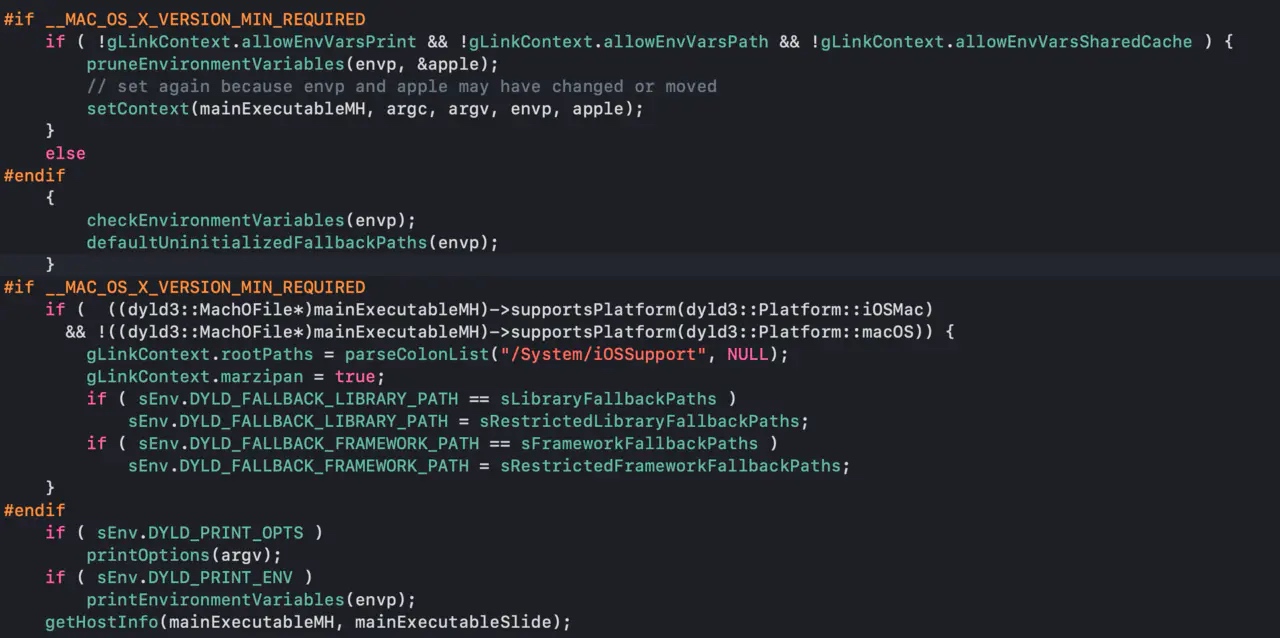 #if __MAC_OS_X_VERSION_MIN_REQUIRED
    if ( !gLinkContext.allowEnvVarsPrint && !gLinkContext.allowEnvVarsPath && !gLinkContext.allowEnvVarsSharedCache ) {
        pruneEnvironmentVariables(envp, &apple);
        // set again because envp and apple may have changed or moved
        setContext(mainExecutableMH, argc, argv, envp, apple);
    }
    else
#endif
    {
        checkEnvironmentVariables(envp);
        defaultUninitializedFallbackPaths(envp);
    }
#if __MAC_OS_X_VERSION_MIN_REQUIRED
    if (  ((dyld3::MachOFile*)mainExecutableMH)->supportsPlatform(dyld3::Platform::iOSMac)
      && !((dyld3::MachOFile*)mainExecutableMH)->supportsPlatform(dyld3::Platform::macOS)) {
        gLinkContext.rootPaths = parseColonList("/System/iOSSupport", NULL);
        gLinkContext.marzipan = true;
        if ( sEnv.DYLD_FALLBACK_LIBRARY_PATH == sLibraryFallbackPaths )
            sEnv.DYLD_FALLBACK_LIBRARY_PATH = sRestrictedLibraryFallbackPaths;
        if ( sEnv.DYLD_FALLBACK_FRAMEWORK_PATH == sFrameworkFallbackPaths )
            sEnv.DYLD_FALLBACK_FRAMEWORK_PATH = sRestrictedFrameworkFallbackPaths;
    }
#endif
    if ( sEnv.DYLD_PRINT_OPTS )
        printOptions(argv);
    if ( sEnv.DYLD_PRINT_ENV )
        printEnvironmentVariables(envp);
    getHostInfo(mainExecutableMH, mainExecutableSlide);